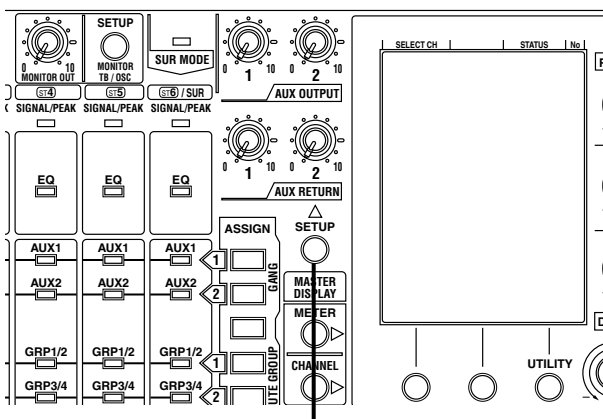 SETUP
0 10
MONITOR OUT
MONITOR
TB / OSC
SUR MODE
0 10 0 10
1 2
AUX OUTPUT
SELECT CH STATUS No
ST4 ST5 ST6 / SUR
SIGNAL/PEAK SIGNAL/PEAK SIGNAL/PEAK
0 10 0 10
1 2
AUX RETURN
EQ EQ EQ
ASSIGN
SETUP
AUX1 AUX1 AUX1 1
AUX2 AUX2 AUX2 2
GANG
MASTER
DISPLAY
METER
GRP1/2 GRP1/2 GRP1/2 1
GRP3/4 GRP3/4 GRP3/4 2
UTE GROUP
CHANNEL
UTILITY